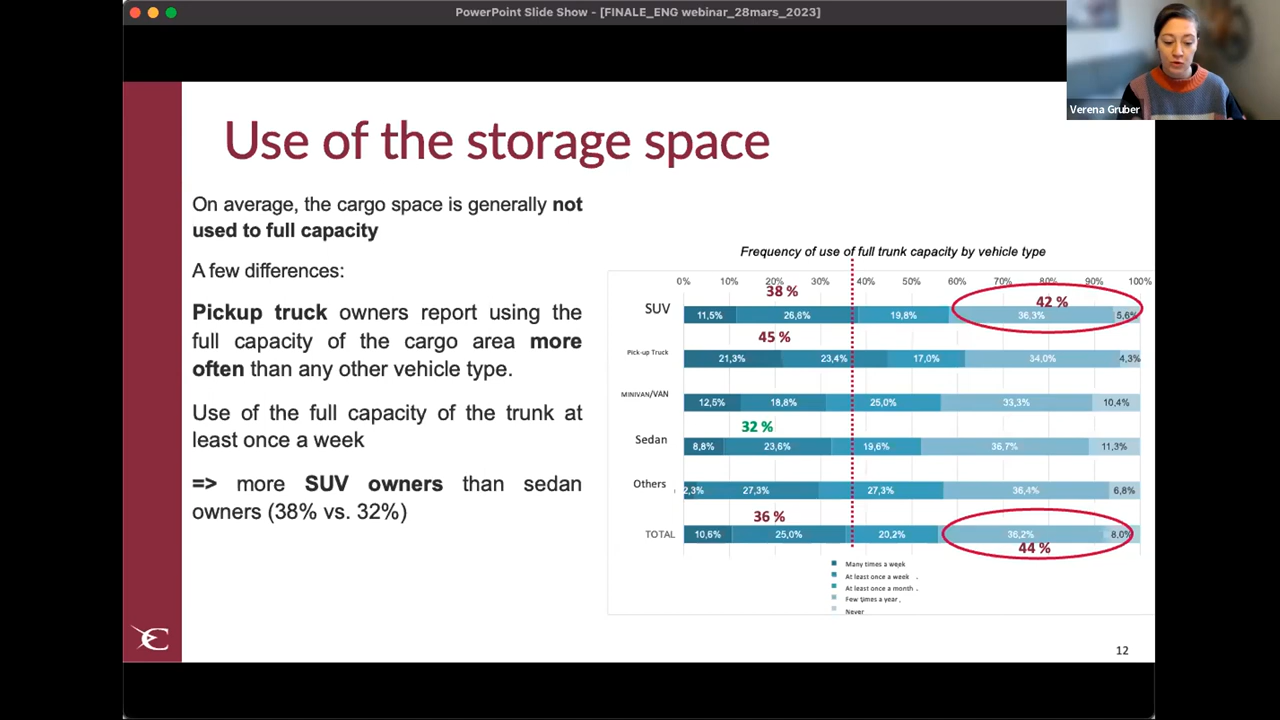 PowerPoint Slide Show - [FINALE_ENG webinar_28mars_2023]
Verena Gruber
Use of the storage space
On average, the cargo space is generally not
used to full capacity
A few differences:
Pickup truck owners report using the
full capacity of the cargo area more
often than any other vehicle type.
Use of the full capacity of the trunk at
least once a week
=> more SUV owners than sedan
owners (38% vs. 32%)
Frequency of use of full trunk capacity by vehicle type
0% 10% 20% 30% 40% 50% 60% 70% 80% 90% 100%
38 % 42 %
SUV 11,5% 26,8% 19,8% 36,3% 5,6%
45 %
Pick-up Truck 21,3% 23,4% 17,0% 34,0% 4,3%
MINIVAN/VAN 12,5% 18,8% 25,0% 33,3% 10,4%
32 %
Sedan 8,8% 23,6% 19,6% 36,7% 11,3%
Others 2,3% 27,3% 27,3% 36,4% 6,8%
36 %
TOTAL 10,6% 25,0% 20,2% 36,2% 8,0%
44 %
Many times a week
At least once a week .
At least once a month .
Few times a year .
Never
12